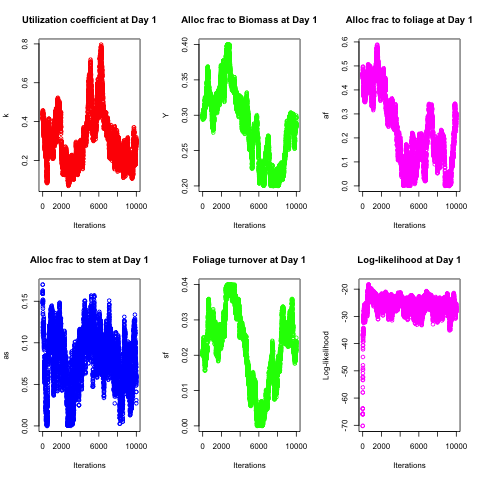 Utilization coefficient at Day 1
Alloc frac to Biomass at Day 1
Alloc frac to foliage at Day 1
k
0.2
0.4
0.6
0.8
0 2000 6000 10000
Iterations
Y
0.20
0.25
0.30
0.35
0.40
0 2000 6000 10000
Iterations
af
0.0
0.1
0.2
0.3
0.4
0.5
0.6
0 2000 6000 10000
Iterations
Alloc frac to stem at Day 1
Foliage turnover at Day 1
Log-likelihood at Day 1
as
0.00
0.05
0.10
0.15
0 2000 6000 10000
Iterations
sf
0.00
0.01
0.02
0.03
0.04
0 2000 6000 10000
Iterations
Log-likelihood
-70
-60
-50
-40
-30
-20
0 2000 6000 10000
Iterations